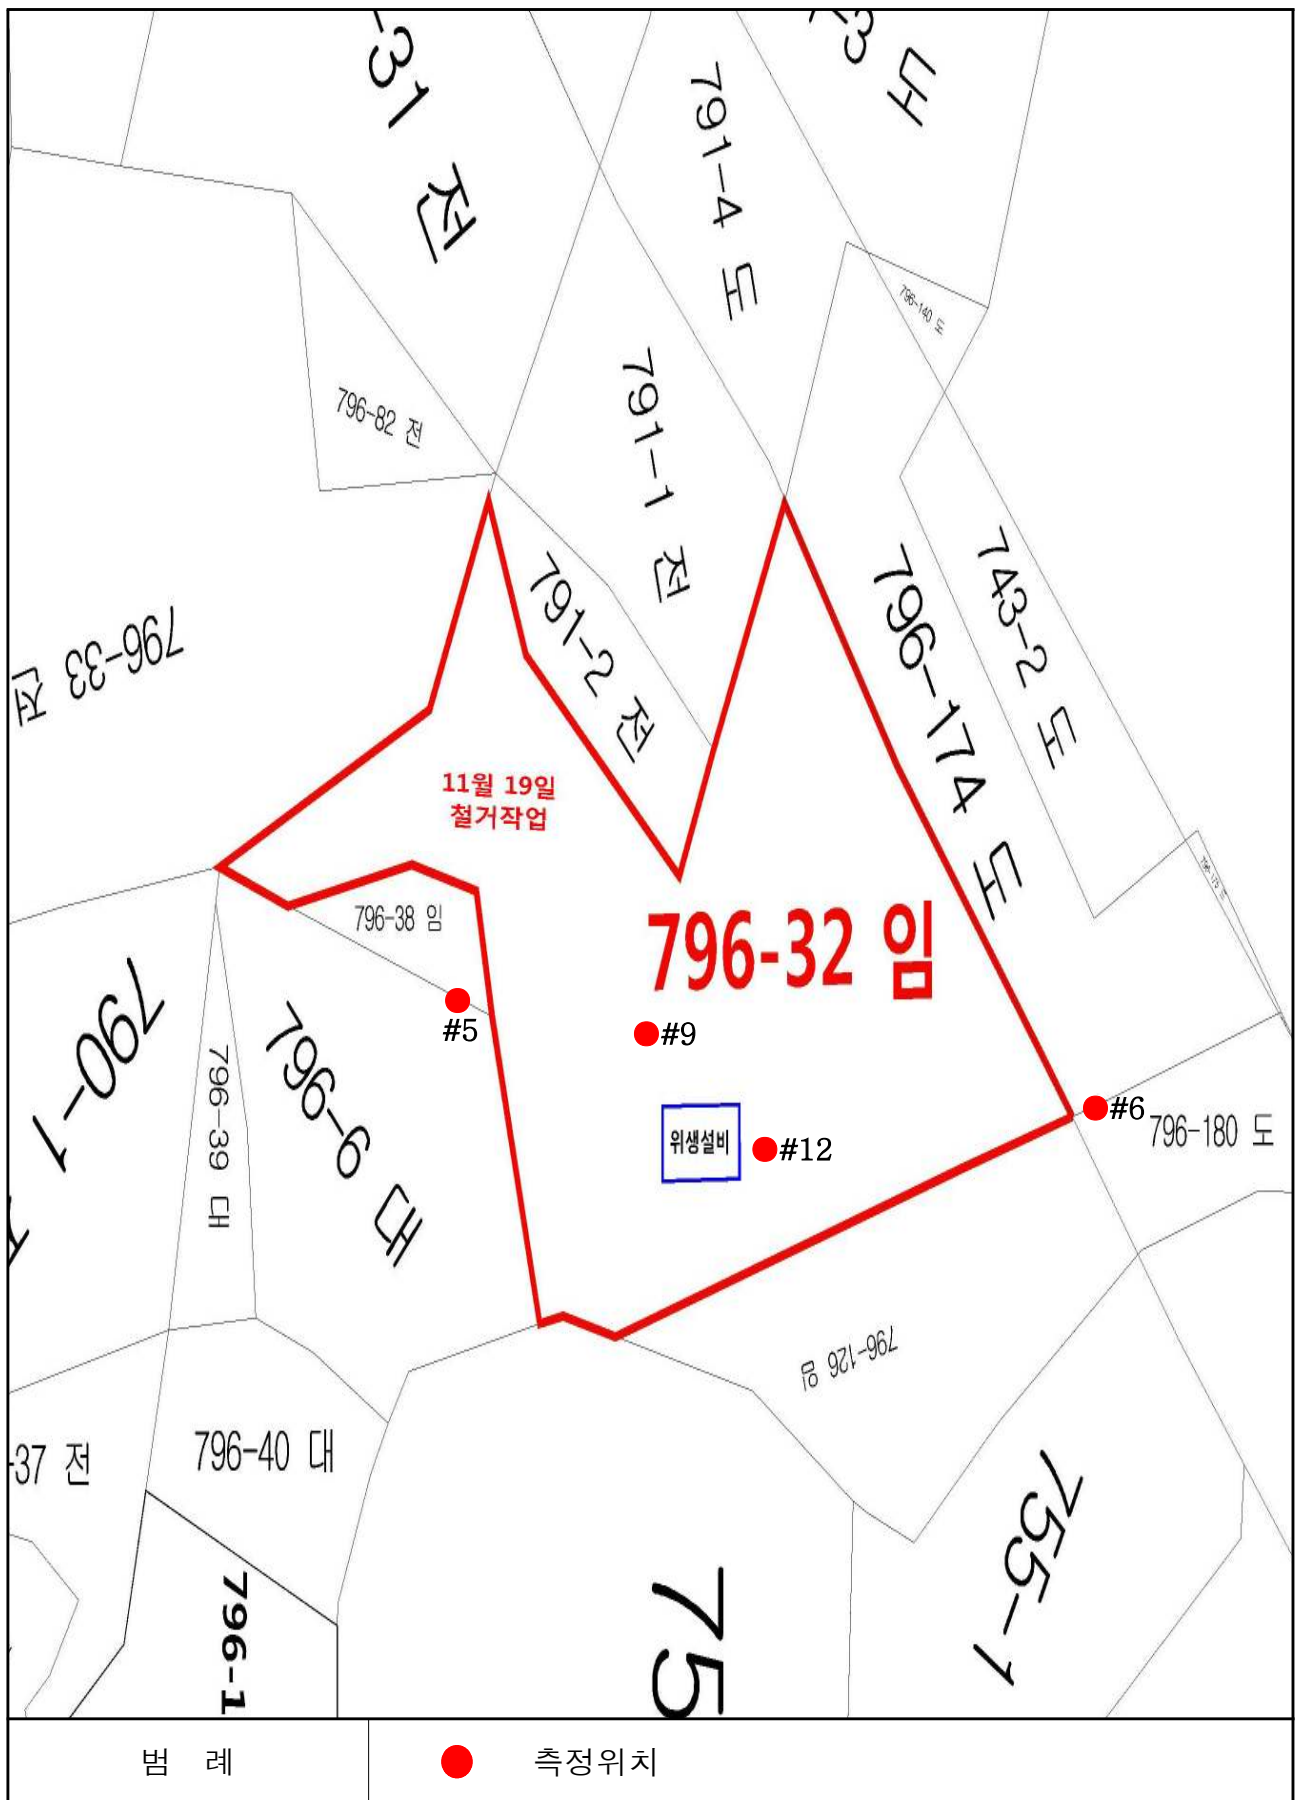 -31 전
791-4 도
-3 도
796-140 도
796-82 전
791-1 전
791-2 전
796-174 도
743-2 도
796-33 전
11월 19일
철거작업
796-38 임
796-32 임
#5
#9
790-1
796-39 대
796-9 대
위생설비
#12
#6
796-180 도
796-126 임
-37 전
796-40 대
755-1
796-1
75
범 례
측정위치